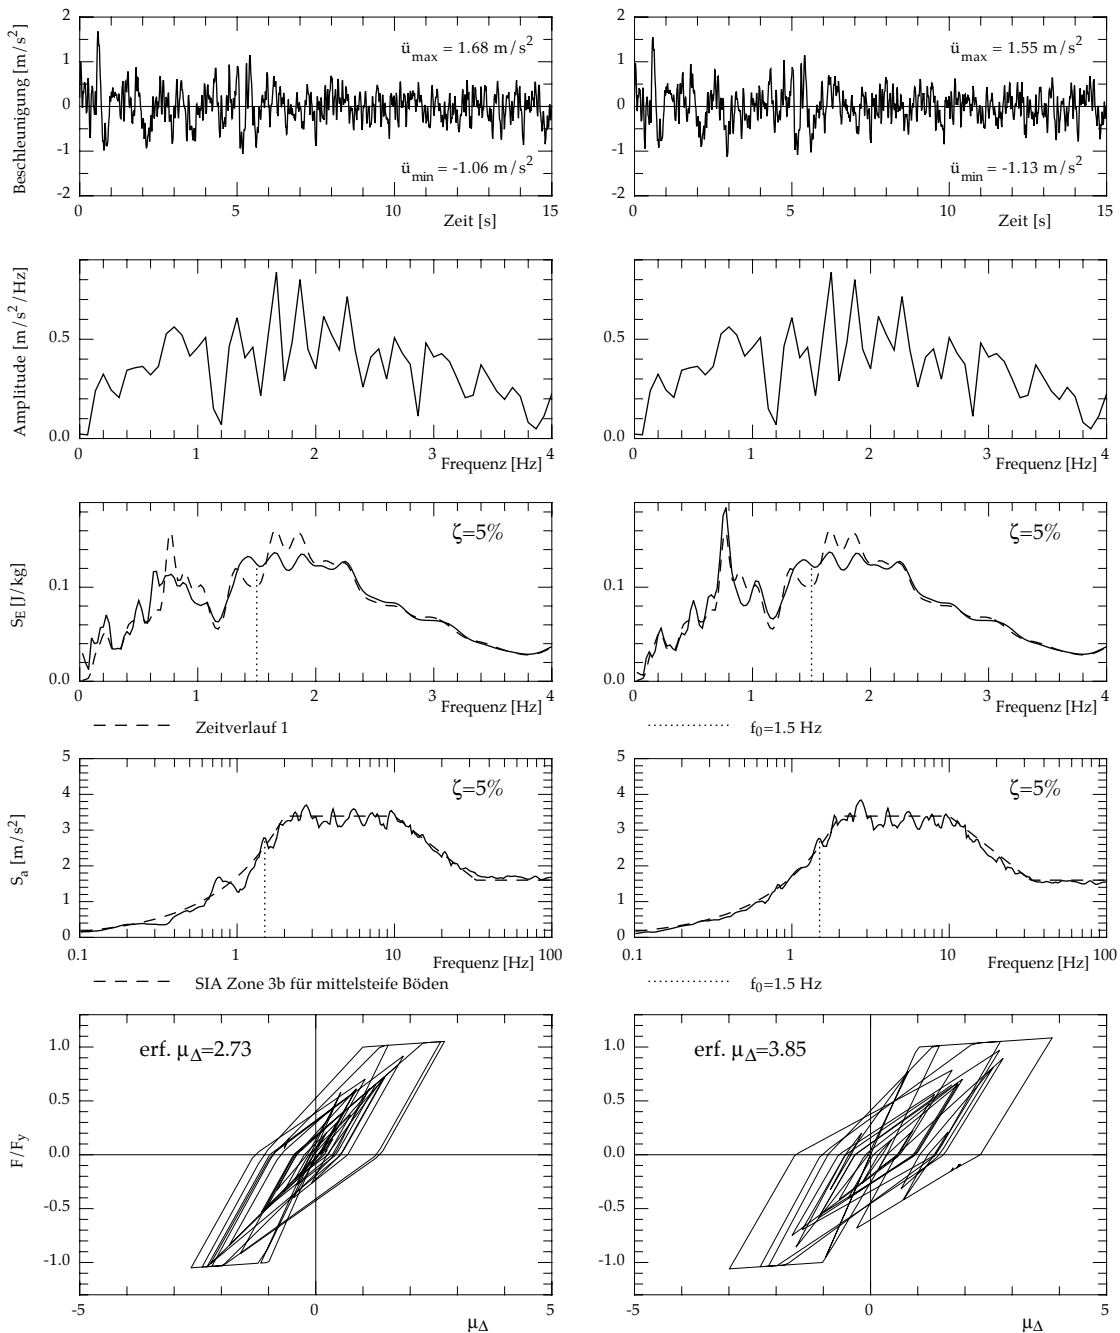 Beschleunigung [m/s²]
2
1
0
-1
-2
ü_max = 1.68 m/s²
ü_min = -1.06 m/s²
0 5 10 15
Zeit [s]
2
1
0
-1
-2
ü_max = 1.55 m/s²
ü_min = -1.13 m/s²
0 5 10 15
Zeit [s]
Amplitude [m/s²/Hz]
0.5
0.0
0 1 2 3 4
Frequenz [Hz]
0.5
0.0
0 1 2 3 4
Frequenz [Hz]
S_E [J/kg]
0.1
0.0
ζ=5%
0 1 2 3 4
Frequenz [Hz]
Zeitverlauf 1
0.1
0.0
ζ=5%
0 1 2 3 4
Frequenz [Hz]
f₀=1.5 Hz
S_a [m/s²]
5
4
3
2
1
0
ζ=5%
0.1 1 10 100
Frequenz [Hz]
SIA Zone 3b für mittelsteife Böden
5
4
3
2
1
0
ζ=5%
0.1 1 10 100
Frequenz [Hz]
f₀=1.5 Hz
F/F_y
1.0
0.5
0.0
-0.5
-1.0
erf. μ_Δ=2.73
-5 0 5
μ_Δ
1.0
0.5
0.0
-0.5
-1.0
erf. μ_Δ=3.85
-5 0 5
μ_Δ